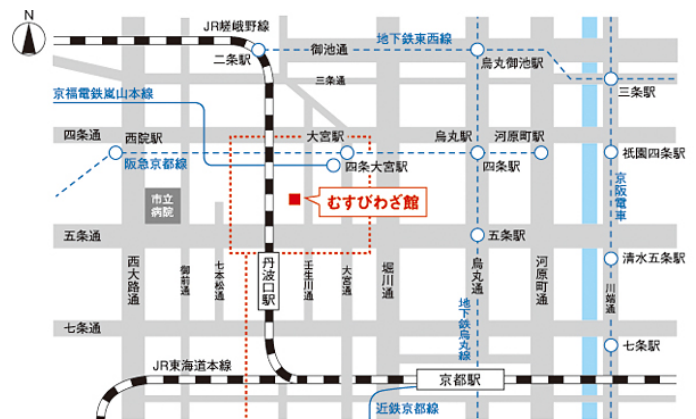 N
JR嵯峨野線
地下鉄東西線
二条駅
御池通
烏丸御池駅
三条通
三条駅
京福電鉄嵐山本線
四条通
西院駅
大宮駅
烏丸駅
河原町駅
阪急京都線
四条大宮駅
四条駅
祇園四条駅
市立
病院
むすびわざ館
京阪電車
五条通
五条駅
清水五条駅
西大路通
御前通
七本松通
丹波口駅
壬生川通
大宮通
堀川通
烏丸通
河原町通
川端通
地下鉄烏丸線
七条通
七条駅
JR東海道本線
京都駅
近鉄京都線